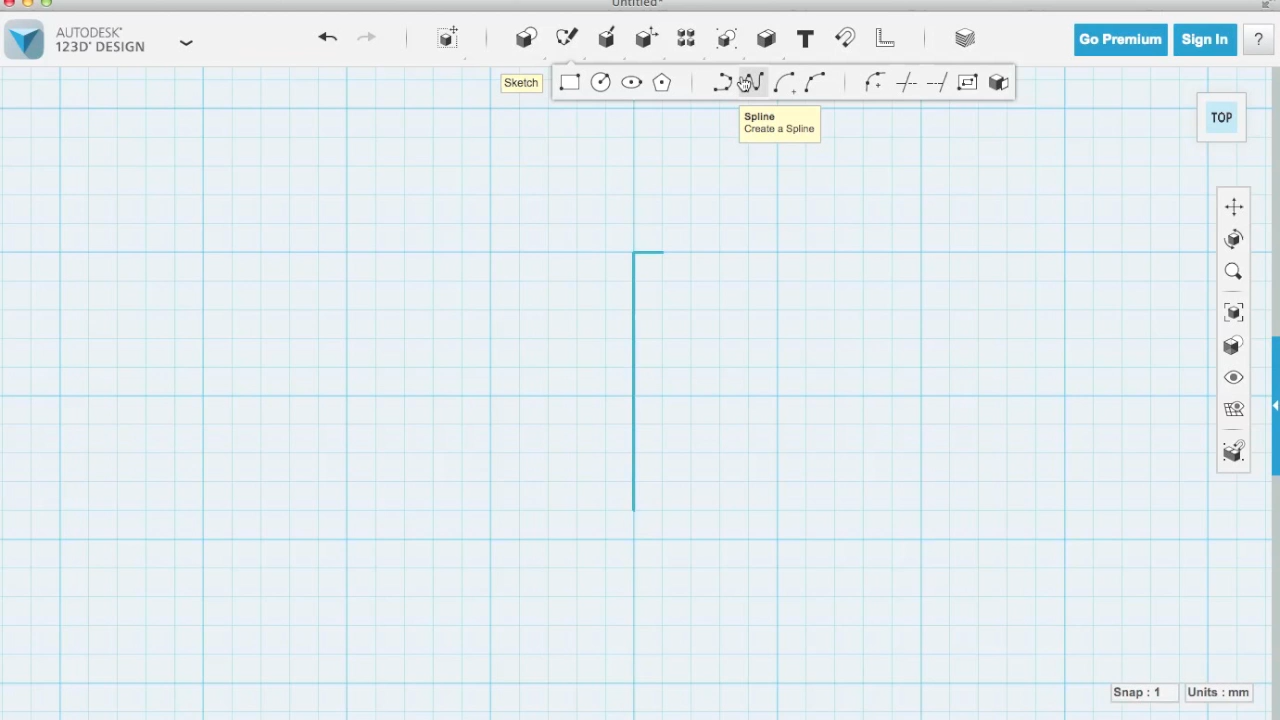 Untitled*
AUTODESK®
123D® DESIGN
Go Premium
Sign In
?
Sketch
Spline
Create a Spline
TOP
Snap : 1
Units : mm